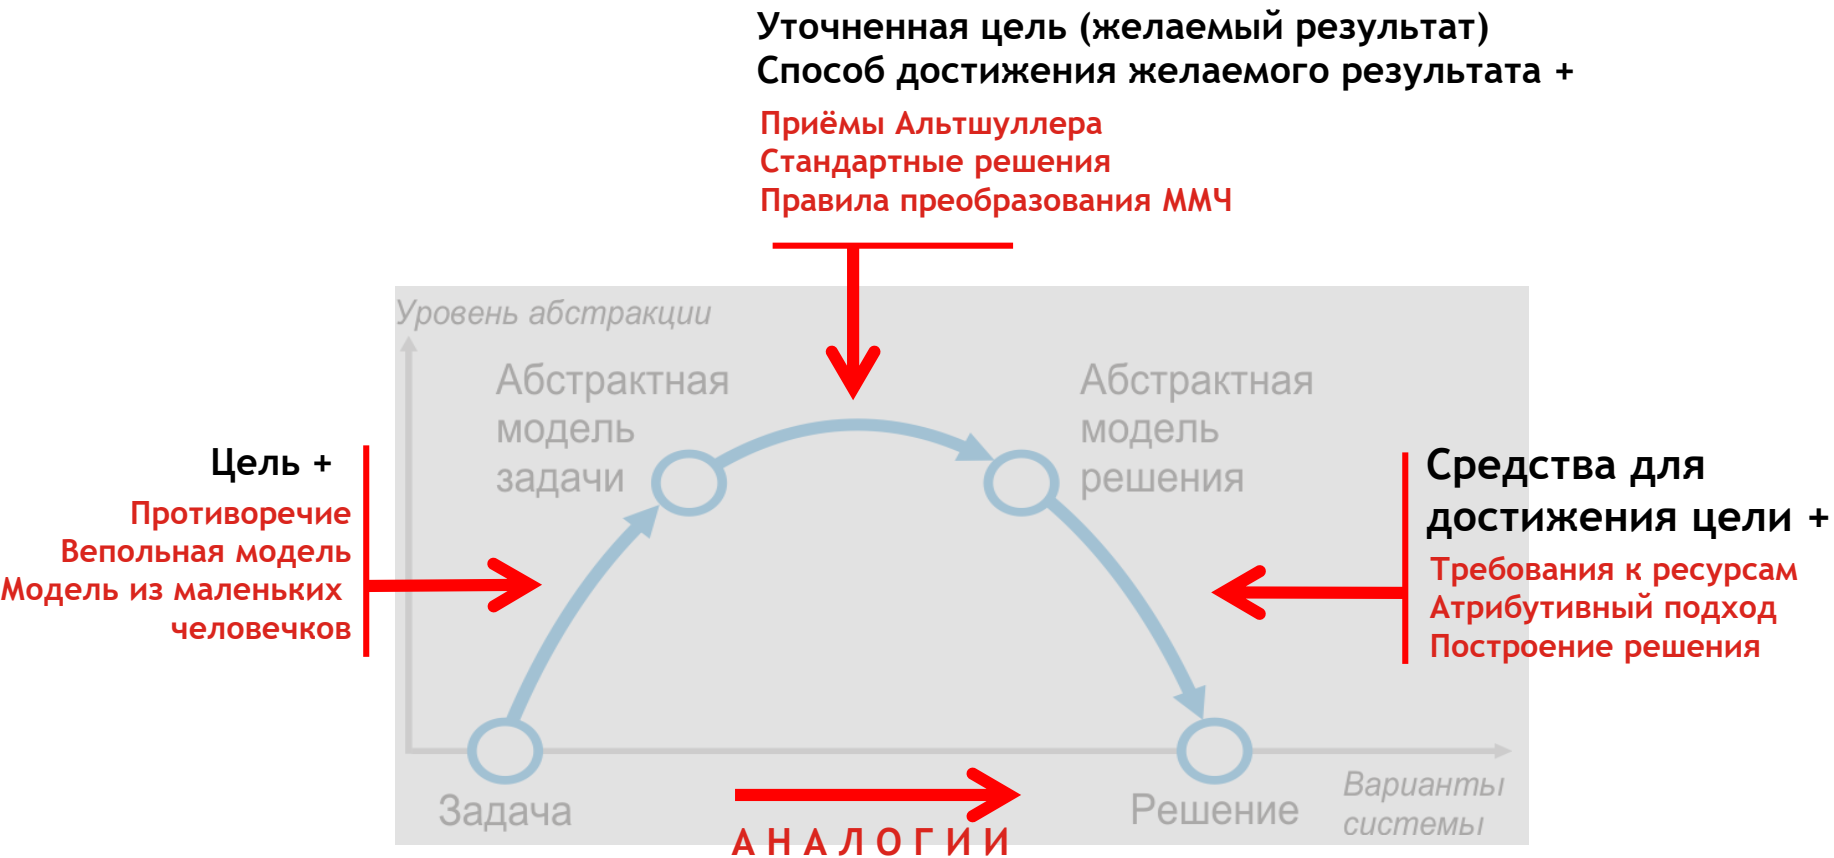 Уточненная цель (желаемый результат)
Способ достижения желаемого результата +
Приёмы Альтшуллера
Стандартные решения
Правила преобразования ММЧ
Уровень абстракции
Абстрактная
модель
задачи
Абстрактная
модель
решения
Цель +
Противоречие
Вепольная модель
Модель из маленьких
человечков
Средства для
достижения цели +
Требования к ресурсам
Атрибутивный подход
Построение решения
Задача
Решение
Варианты
системы
А Н А Л О Г И И